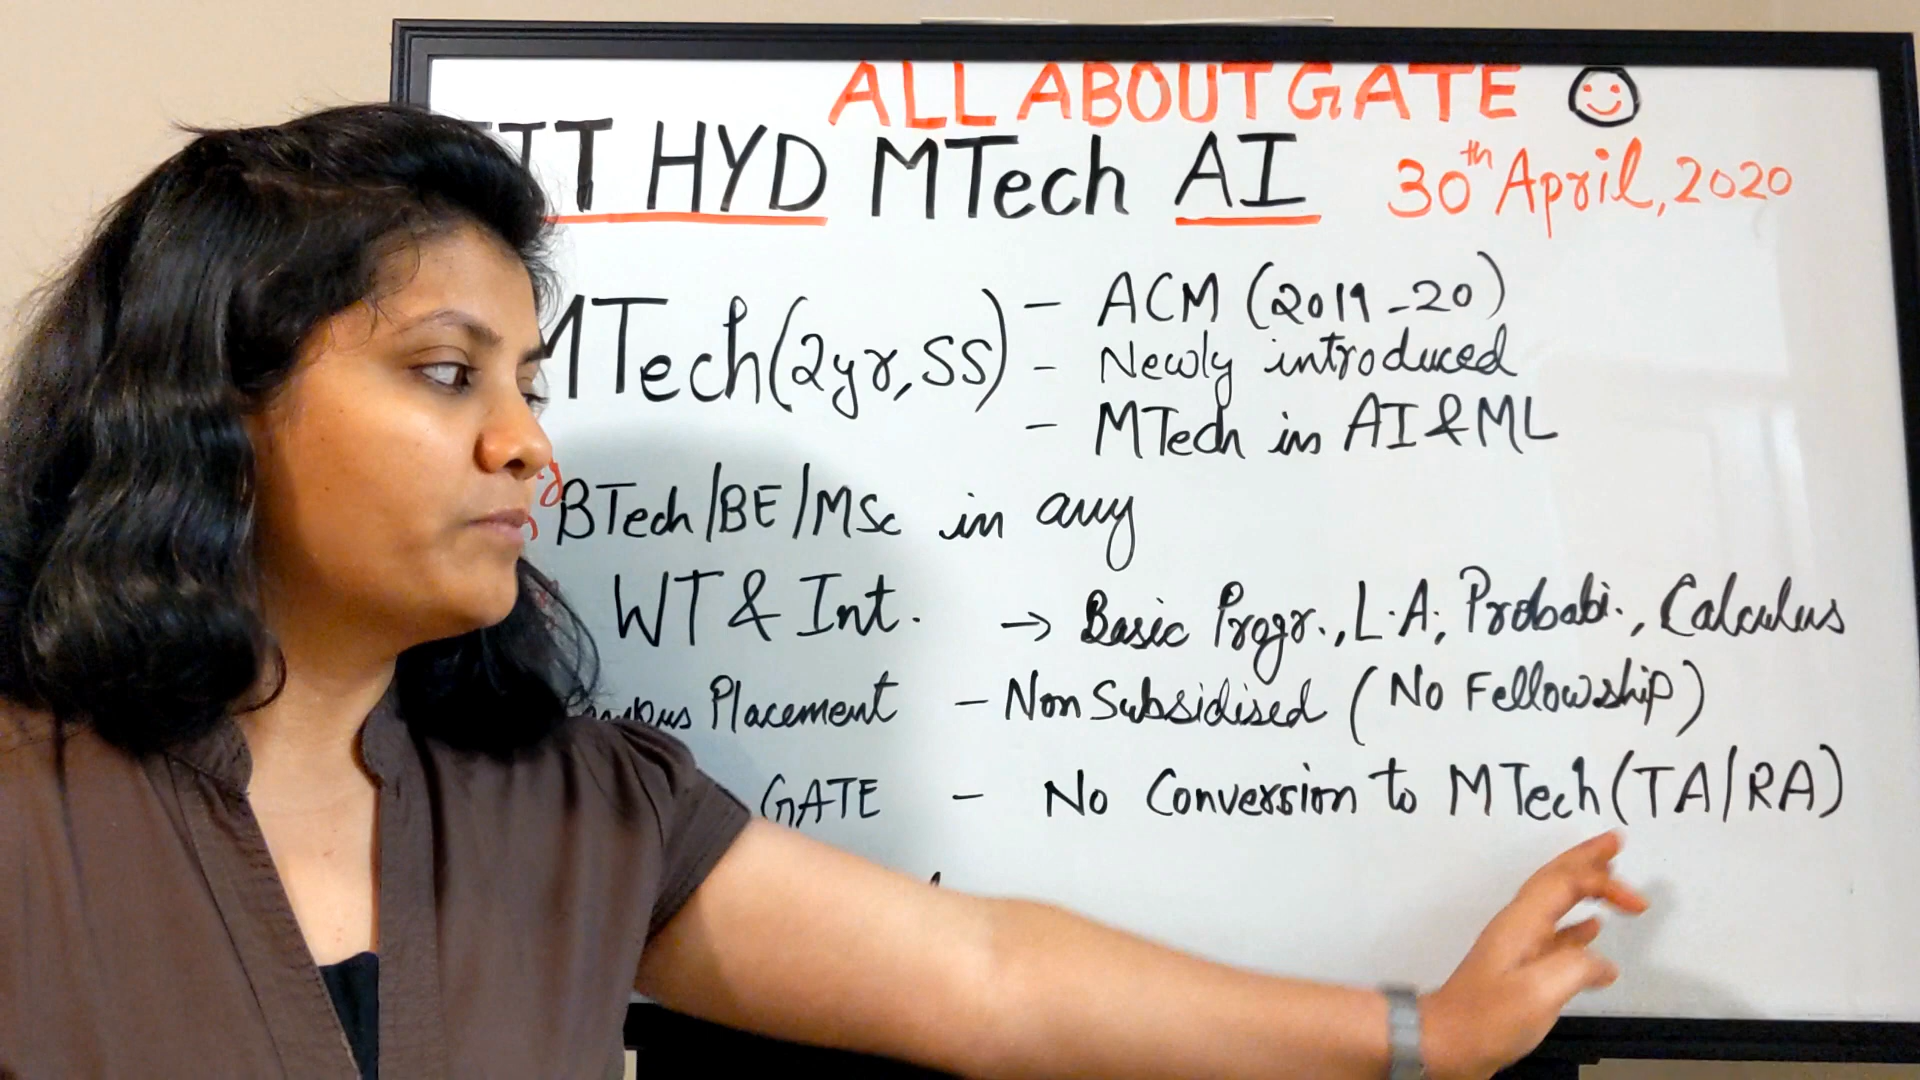 ALL ABOUT GATE
IIT HYD MTech AI 30th April, 2020
MTech (2yr, SS) - ACM (2019-20)
- Newly introduced
- MTech in AI & ML
BTech/BE/MSc in any
WT & Int. → Basic Progr., L.A., Probabi., Calculus
Placement - Non Subsidised (No Fellowship)
GATE - No Conversion to MTech (TA/RA)